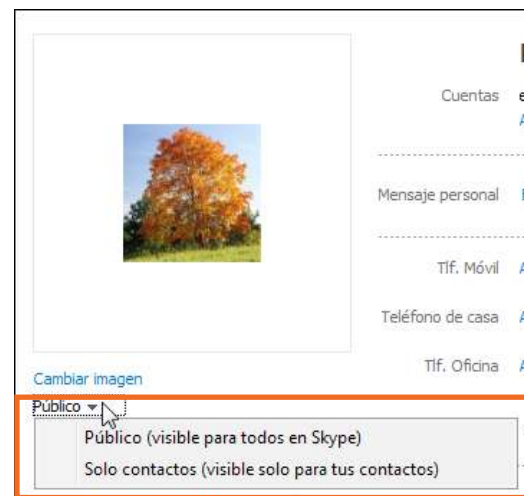 Cuentas
Mensaje personal
Tlf. Móvil
Teléfono de casa
Tlf. Oficina
Cambiar imagen
Público
Público (visible para todos en Skype)
Solo contactos (visible solo para tus contactos)